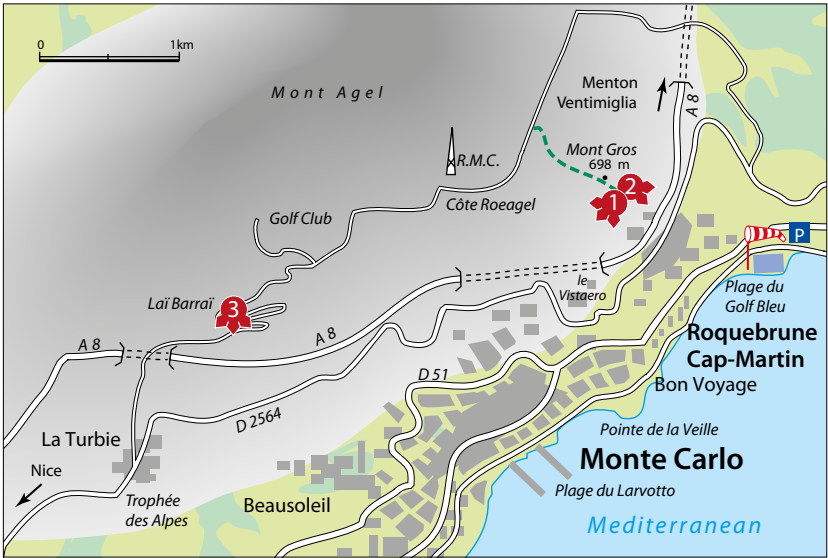 0 1km
Mont Agel
Menton
Ventimiglia
A 8
Mont Gros
698 m
R.M.C.
2
1
Côte Roeagel
Golf Club
P
le
Vistaero
Plage du
Golf Bleu
Laï Barraï
3
A 8
A 8
Roquebrune
Cap-Martin
D 51
Bon Voyage
D 2564
La Turbie
Pointe de la Veille
Monte Carlo
Nice
Plage du Larvotto
Trophée
des Alpes
Beausoleil
Mediterranean